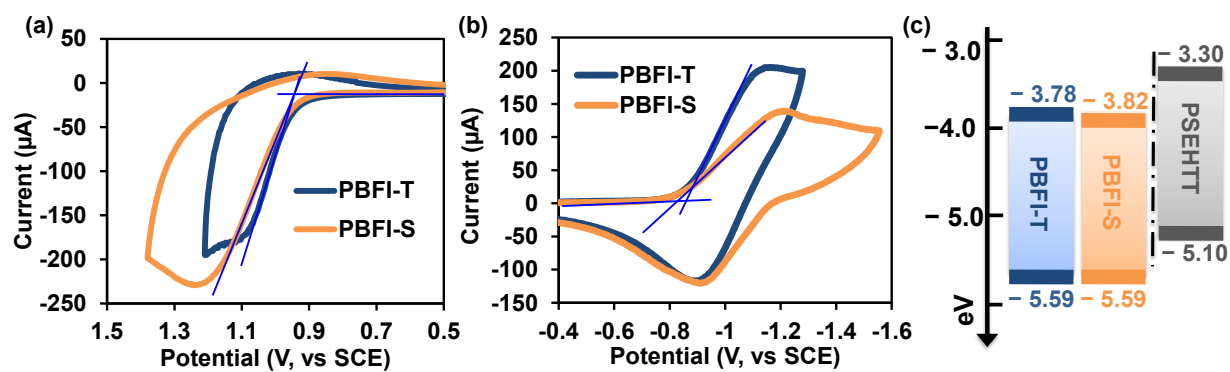 (a)
50
0
-50
-100
-150
-200
-250
Current (µA)
PBFI-T
PBFI-S
1.5
1.3
1.1
0.9
0.7
0.5
Potential (V, vs SCE)
(b)
250
200
150
100
50
0
-50
-100
-150
Current (µA)
PBFI-T
PBFI-S
-0.4
-0.6
-0.8
-1
-1.2
-1.4
-1.6
Potential (V, vs SCE)
(c)
− 3.0
−4.0
− 5.0
eV
− 3.78
PBFI-T
− 5.59
− 3.82
PBFI-S
− 5.59
− 3.30
PSEHTT
− 5.10